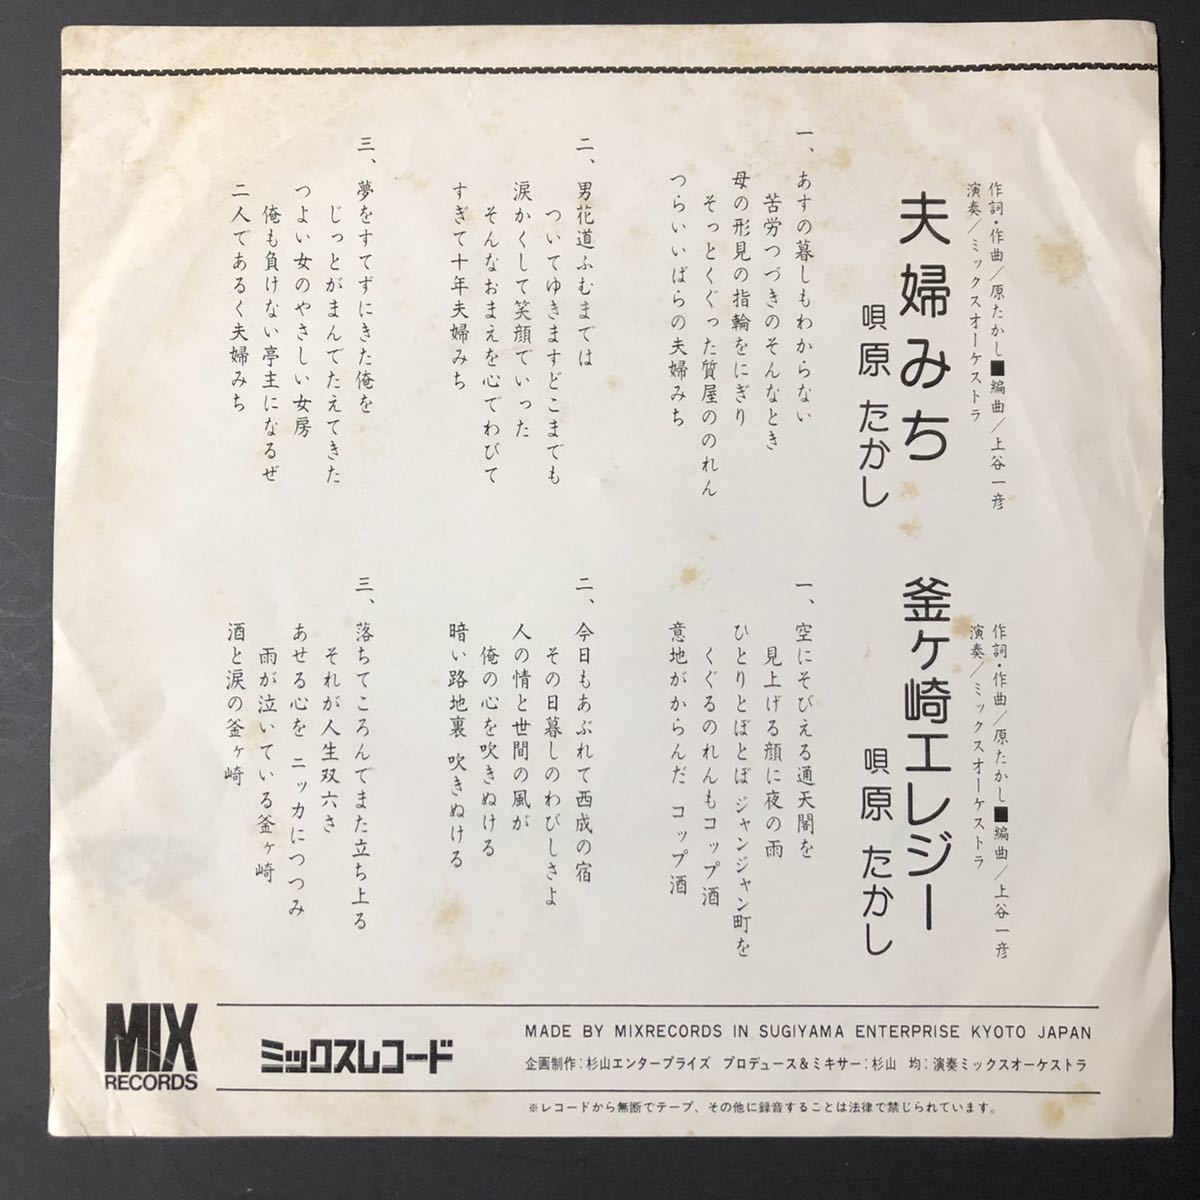 夫婦みち
作詞・作曲/原たかし■編曲/上谷一彦
演奏/ミックスオーケストラ
唄 原 たかし
一、あすの暮しもわからない
苦労つづきのそんなとき
母の形見の指輪をにぎり
そっとくぐった質屋ののれん
つらいいばらの夫婦みち
二、男花道ふむまでは
ついてゆきますどこまでも
涙かくして笑顔でいった
そんなおまえを心でわびて
すぎて十年夫婦みち
三、夢をすてずにきた俺を
じっとがまんでたえてきた
つよい女のやさしい女房
俺も負けない亭主になるぜ
二人であるく夫婦みち
釜ヶ崎エレジー
作詞・作曲/原たかし■編曲/上谷一彦
演奏/ミックスオーケストラ
唄 原 たかし
一、空にそびえる通天閣を
見上げる顔に夜の雨
ひとりとぼとぼ ジャンジャン町を
くぐるのれんもコップ酒
意地がからんだ コップ酒
二、今日もあぶれて西成の宿
その日暮しのわびしさよ
人の情と世間の風が
俺の心を吹きぬける
暗い路地裏 吹きぬける
三、落ちてころんでまた立ち上る
それが人生双六さ
あせる心を ニッカにつつみ
雨が泣いている釜ヶ崎
酒と涙の釜ヶ崎
MIX
RECORDS
ミックスレコード
MADE BY MIXRECORDS IN SUGIYAMA ENTERPRISE KYOTO JAPAN
企画制作:杉山エンタープライズ プロデュース&ミキサー:杉山 均:演奏ミックスオーケストラ
※レコードから無断でテープ、その他に録音することは法律で禁じられています。